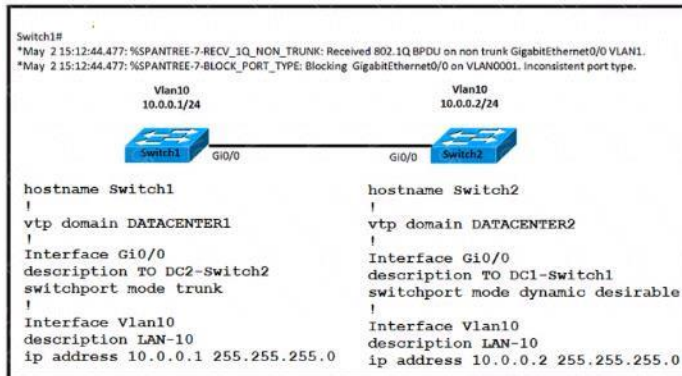 Switch1#
*May 2 15:12:44.477: %SPANTREE-7-RECV_1Q_NON_TRUNK: Received 802.1Q BPDU on non trunk GigabitEthernet0/0 VLAN1.
*May 2 15:12:44.477: %SPANTREE-7-BLOCK_PORT_TYPE: Blocking GigabitEthernet0/0 on VLAN0001. Inconsistent port type.
Vlan10
10.0.0.1/24
Vlan10
10.0.0.2/24
Switch1
Gi0/0
Gi0/0
Switch2
hostname Switch1
!
vtp domain DATACENTER1
!
Interface Gi0/0
description TO DC2-Switch2
switchport mode trunk
!
Interface Vlan10
description LAN-10
ip address 10.0.0.1 255.255.255.0
hostname Switch2
!
vtp domain DATACENTER2
!
Interface Gi0/0
description TO DC1-Switch1
switchport mode dynamic desirable
!
Interface Vlan10
description LAN-10
ip address 10.0.0.2 255.255.255.0